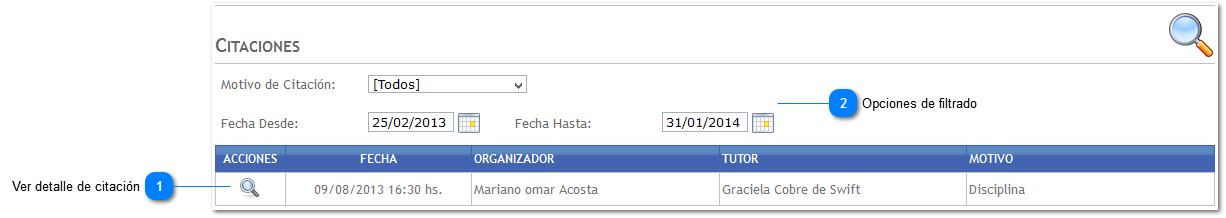 CITACIONES
Motivo de Citación: [Todos]
2 Opciones de filtrado
Fecha Desde: 25/02/2013 Fecha Hasta: 31/01/2014
ACCIONES FECHA ORGANIZADOR TUTOR MOTIVO
Ver detalle de citación 1 09/08/2013 16:30 hs. Mariano omar Acosta Graciela Cobre de Swift Disciplina